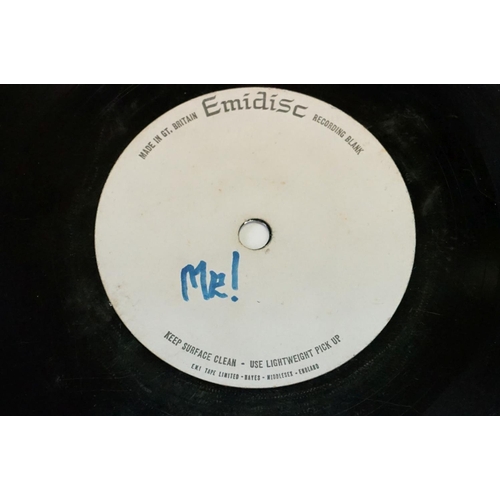 MADE IN GT. BRITAIN Emidisc RECORDING BLANK
Me!
KEEP SURFACE CLEAN - USE LIGHTWEIGHT PICK UP
EMI TAPE LIMITED - HAYES - MIDDLESEX - ENGLAND